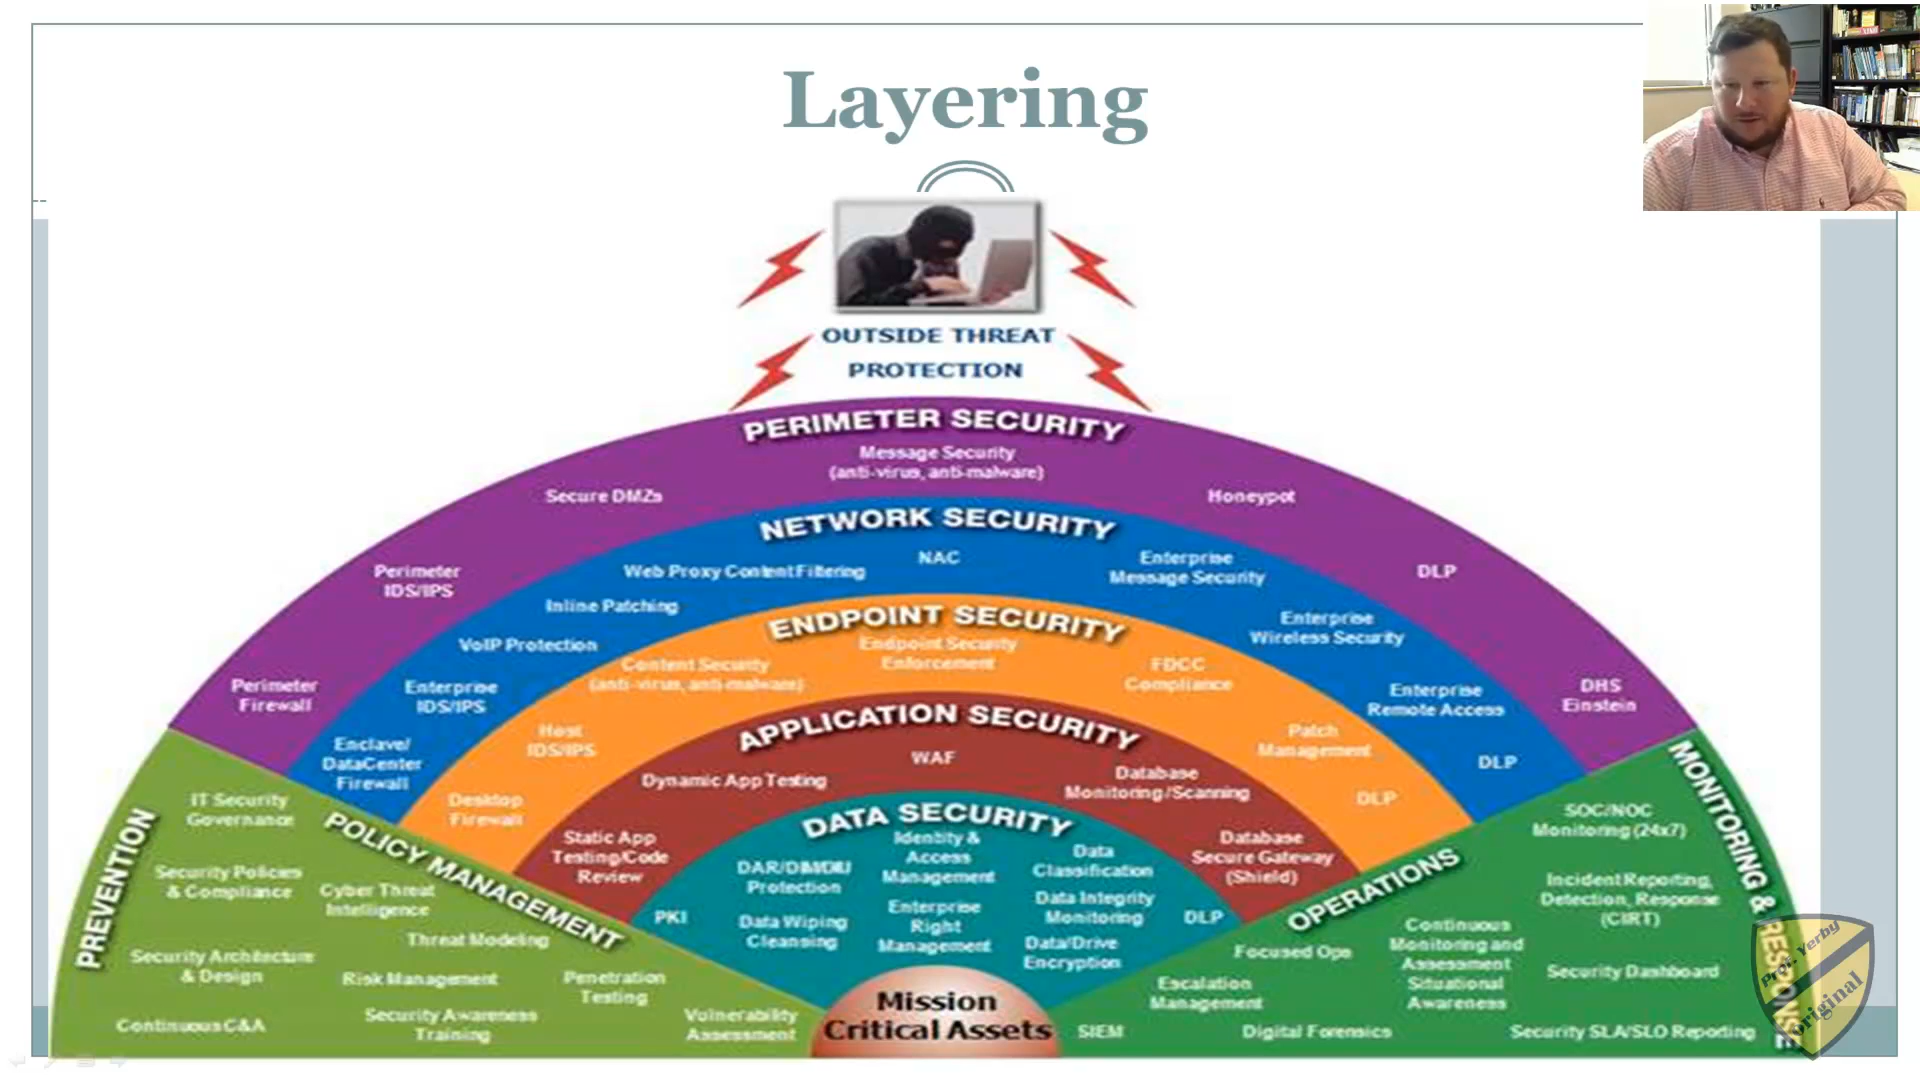 Layering
OUTSIDE THREAT
PROTECTION
PERIMETER SECURITY
Message Security
(anti-virus, anti-malware)
Secure DMZs
Honeypot
Perimeter
IDS/IPS
DLP
Perimeter
Firewall
DHS
Einstein
NETWORK SECURITY
NAC
Web Proxy Content Filtering
Enterprise
Message Security
Inline Patching
Enterprise
Wireless Security
VoIP Protection
Enterprise
IDS/IPS
Enterprise
Remote Access
Enclave/
DataCenter
Firewall
DLP
ENDPOINT SECURITY
Endpoint Security
Enforcement
Content Security
(anti-virus, anti-malware)
FDCC
Compliance
Host
IDS/IPS
Patch
Management
Desktop
Firewall
DLP
APPLICATION SECURITY
WAF
Dynamic App Testing
Database
Monitoring/Scanning
Static App
Testing/Code
Review
Database
Secure Gateway
(Shield)
DATA SECURITY
Identity &
Access
Management
DAR/DIM/DIU
Protection
Data
Classification
PKI
Data Wiping
Cleansing
Enterprise
Right
Management
Data Integrity
Monitoring
DLP
Data/Drive
Encryption
Mission
Critical Assets
PREVENTION
POLICY MANAGEMENT
IT Security
Governance
Security Policies
& Compliance
Cyber Threat
Intelligence
Threat Modeling
Security Architecture
& Design
Risk Management
Penetration
Testing
Continuous C&A
Security Awareness
Training
Vulnerability
Assessment
OPERATIONS
MONITORING & RESPONSE
SOC/NOC
Monitoring (24x7)
Incident Reporting,
Detection, Response
(CIRT)
Focused Ops
Continuous
Monitoring and
Assessment
Situational
Awareness
Security Dashboard
Escalation
Management
SIEM
Digital Forensics
Security SLA/SLO Reporting
Prof. Yerby
original